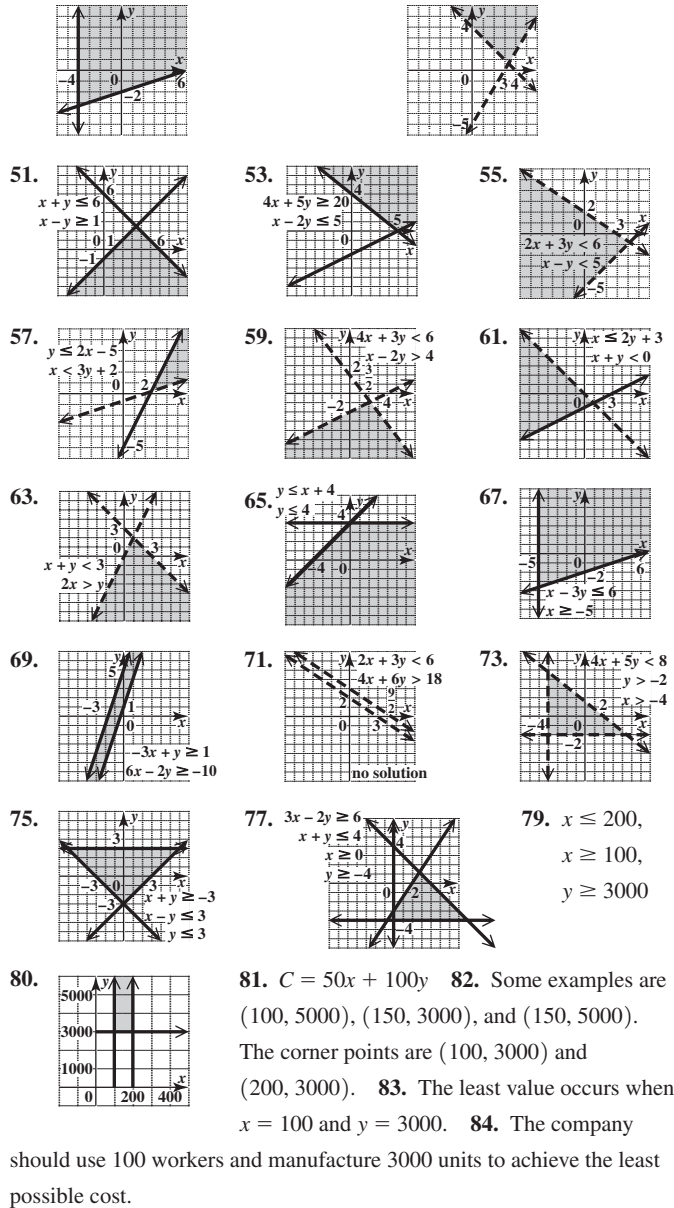 y
x
−4
0
−2
6
y
4
x
0
3 4
−5
51.
y
6
x + y ≤ 6
x − y ≥ 1
0 1
6
x
−1
53.
y
4
4x + 5y ≥ 20
x − 2y ≤ 5
5
x
0
55.
y
2
3
x
0
2x + 3y < 6
x − y < 5
−5
57.
y
y ≤ 2x − 5
x < 3y + 2
0
2
x
−5
59.
y
4x + 3y < 6
x − 2y > 4
2
3
2
x
−2
4
61.
y
x ≤ 2y + 3
x + y < 0
0
3
x
63.
y
3
0
3
x
x + y < 3
2x > y
65.
y ≤ x + 4
y ≤ 4
4
y
x
−4
0
67.
y
x
−5
0
−2
6
x − 3y ≤ 6
x ≥ −5
69.
y
5
−3
1
x
0
−3x + y ≥ 1
6x − 2y ≥ −10
71.
y
2x + 3y < 6
4x + 6y > 18
9
2
2
x
0
3
no solution
73.
y
4x + 5y < 8
y > −2
x > −4
2
−4
0
x
−2
75.
y
3
−3
0
3
x
−3
x + y ≥ −3
x − y ≤ 3
y ≤ 3
77.
3x − 2y ≥ 6
x + y ≤ 4
x ≥ 0
y ≥ −4
y
4
x
0
2
−4
79. x ≤ 200,
x ≥ 100,
y ≥ 3000
80.
y
5000
3000
1000
0
200
400
x
81. C = 50x + 100y 82. Some examples are
(100, 5000), (150, 3000), and (150, 5000).
The corner points are (100, 3000) and
(200, 3000). 83. The least value occurs when
x = 100 and y = 3000. 84. The company
should use 100 workers and manufacture 3000 units to achieve the least
possible cost.